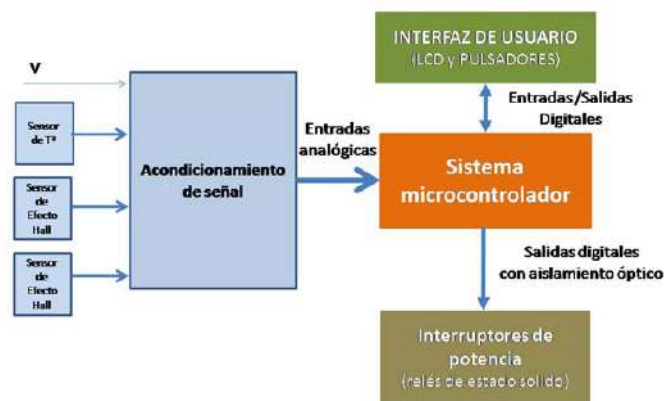 V
Sensor
de Tª
Sensor
de
Efecto
Hall
Sensor
de
Efecto
Hall
Acondicionamiento
de señal
Entradas
analógicas
INTERFAZ DE USUARIO
(LCD y PULSADORES)
Entradas/Salidas
Digitales
Sistema
microcontrolador
Salidas digitales
con aislamiento óptico
Interruptores de
potencia
(relés de estado solido)